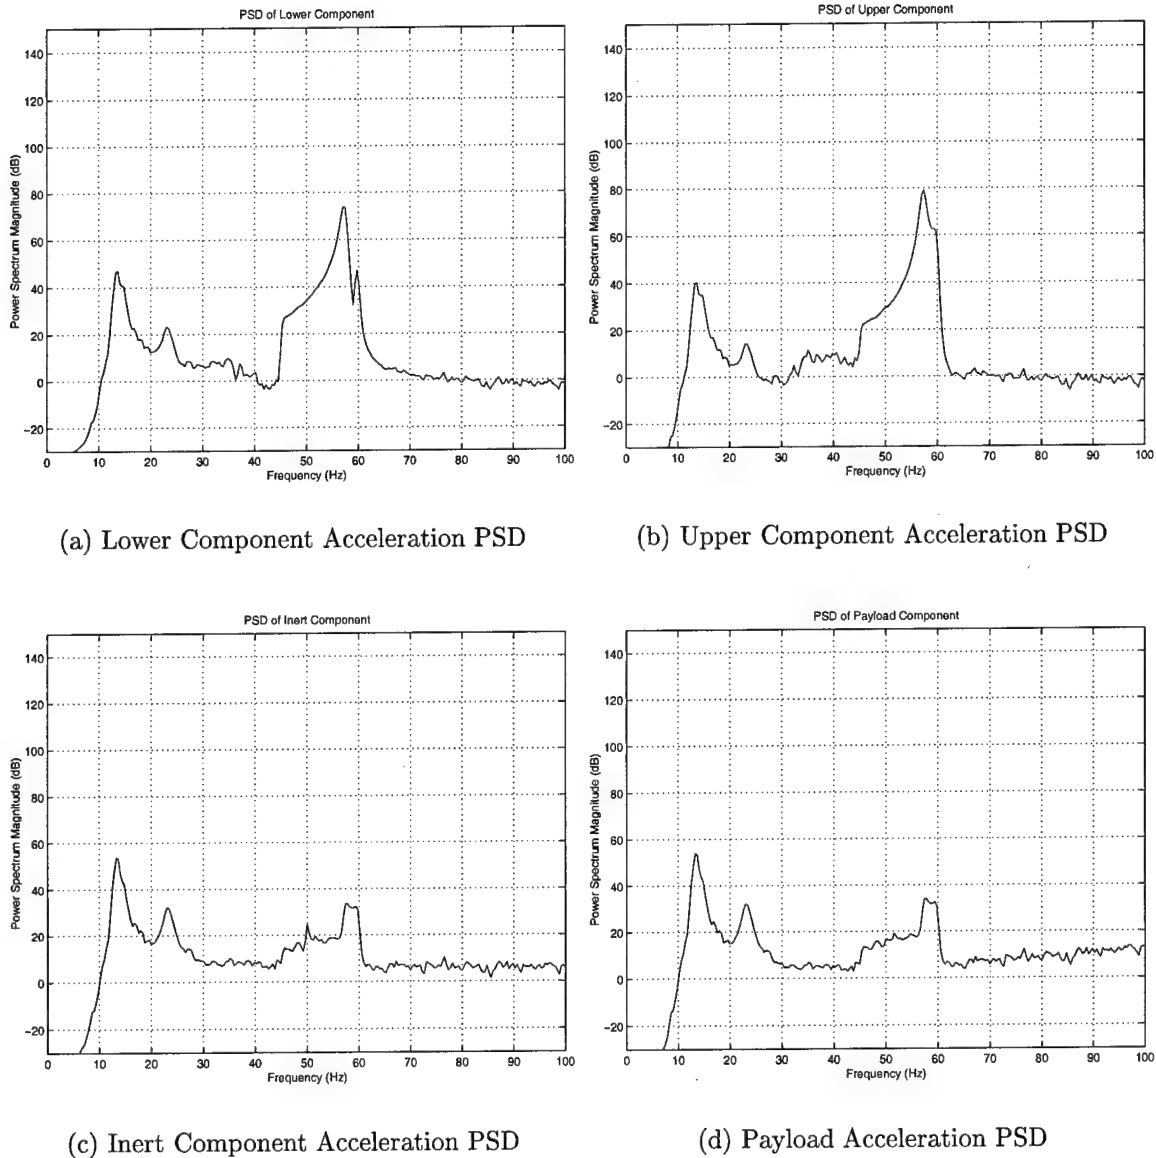 PSD of Lower Component
140
120
100
80
60
40
20
0
−20
Power Spectrum Magnitude (dB)
0 10 20 30 40 50 60 70 80 90 100
Frequency (Hz)
(a) Lower Component Acceleration PSD
PSD of Upper Component
140
120
100
80
60
40
20
0
−20
Power Spectrum Magnitude (dB)
0 10 20 30 40 50 60 70 80 90 100
Frequency (Hz)
(b) Upper Component Acceleration PSD
PSD of Inert Component
140
120
100
80
60
40
20
0
−20
Power Spectrum Magnitude (dB)
0 10 20 30 40 50 60 70 80 90 100
Frequency (Hz)
(c) Inert Component Acceleration PSD
PSD of Payload Component
140
120
100
80
60
40
20
0
−20
Power Spectrum Magnitude (dB)
0 10 20 30 40 50 60 70 80 90 100
Frequency (Hz)
(d) Payload Acceleration PSD